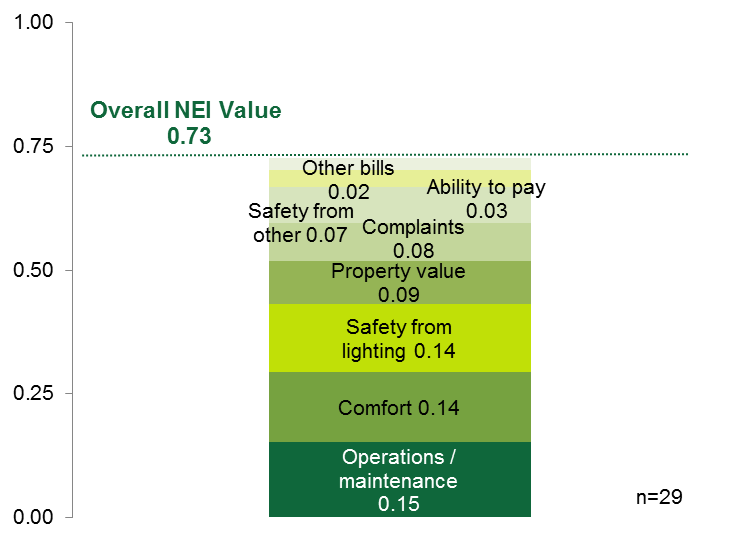 1.00
Overall NEI Value
0.73
0.75
Other bills
0.02
Ability to pay
0.03
Safety from
other 0.07
Complaints
0.08
0.50
Property value
0.09
Safety from
lighting 0.14
0.25
Comfort 0.14
Operations /
maintenance
0.15
n=29
0.00